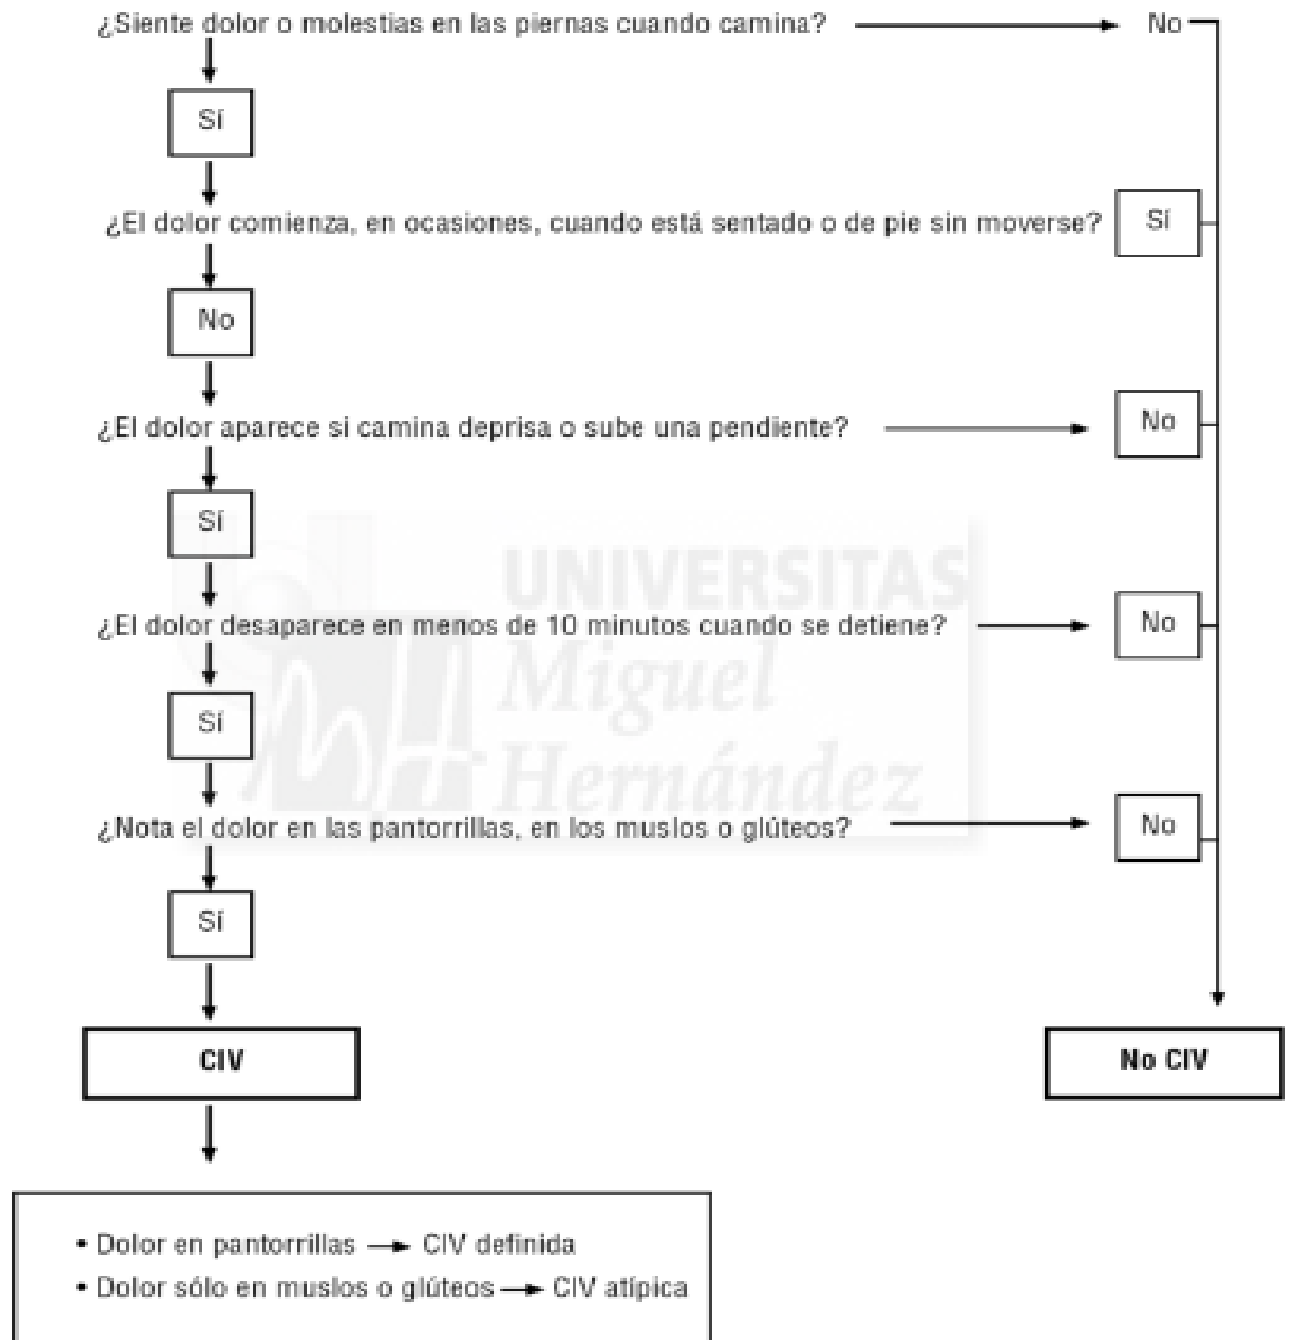 ¿Siente dolor o molestias en las piernas cuando camina?
No
Sí
¿El dolor comienza, en ocasiones, cuando está sentado o de pie sin moverse?
Sí
No
¿El dolor aparece si camina deprisa o sube una pendiente?
No
Sí
UNIVERSITAS
¿El dolor desaparece en menos de 10 minutos cuando se detiene?
No
Miguel
Sí
Hernández
¿Nota el dolor en las pantorrillas, en los muslos o glúteos?
No
Sí
CIV
No CIV
• Dolor en pantorrillas → CIV definida
• Dolor sólo en muslos o glúteos → CIV atípica